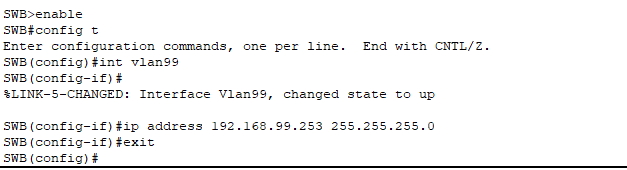 SWB>enable
SWB#config t
Enter configuration commands, one per line.  End with CNTL/Z.
SWB(config)#int vlan99
SWB(config-if)#
%LINK-5-CHANGED: Interface Vlan99, changed state to up
SWB(config-if)#ip address 192.168.99.253 255.255.255.0
SWB(config-if)#exit
SWB(config)#